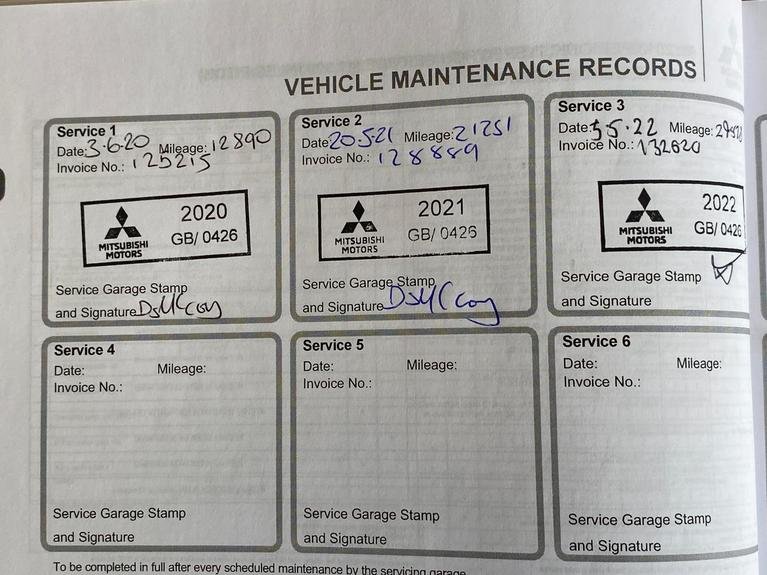 VEHICLE MAINTENANCE RECORDS
Service 1
Date: 3.6.20 Mileage: 12890
Invoice No.: 125215
MITSUBISHI
MOTORS
2020
GB/ 0426
Service Garage Stamp
and Signature DSMCcoy
Service 2
Date: 20.5.21 Mileage: 21251
Invoice No.: 128889
MITSUBISHI
MOTORS
2021
GB/ 0426
Service Garage Stamp
and Signature DSMCcoy
Service 3
Date: 5.5.22 Mileage:
Invoice No.: 132620
MITSUBISHI
MOTORS
2022
GB/ 0426
Service Garage Stamp
and Signature
Service 4
Date: Mileage:
Invoice No.:
Service Garage Stamp
and Signature
Service 5
Date: Mileage:
Invoice No.:
Service Garage Stamp
and Signature
Service 6
Date: Mileage:
Invoice No.:
Service Garage Stamp
and Signature
To be completed in full after every scheduled maintenance by the servicing garage